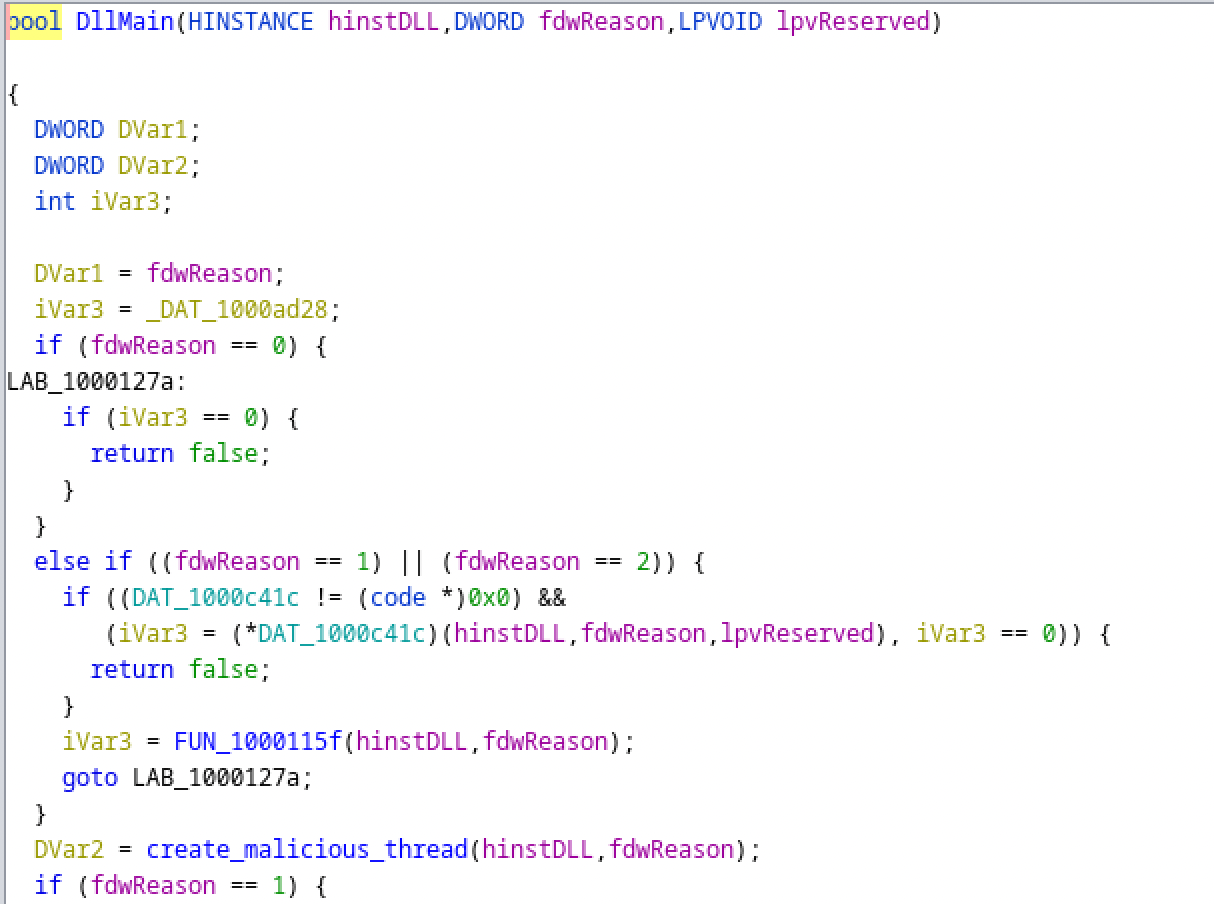 bool DllMain(HINSTANCE hinstDLL,DWORD fdwReason,LPVOID lpvReserved)
{
DWORD DVar1;
DWORD DVar2;
int iVar3;
DVar1 = fdwReason;
iVar3 = _DAT_1000ad28;
if (fdwReason == 0) {
LAB_1000127a:
if (iVar3 == 0) {
return false;
}
}
else if ((fdwReason == 1) || (fdwReason == 2)) {
if ((DAT_1000c41c != (code *)0x0) &&
(iVar3 = (*DAT_1000c41c)(hinstDLL,fdwReason,lpvReserved), iVar3 == 0)) {
return false;
}
iVar3 = FUN_1000115f(hinstDLL,fdwReason);
goto LAB_1000127a;
}
DVar2 = create_malicious_thread(hinstDLL,fdwReason);
if (fdwReason == 1) {